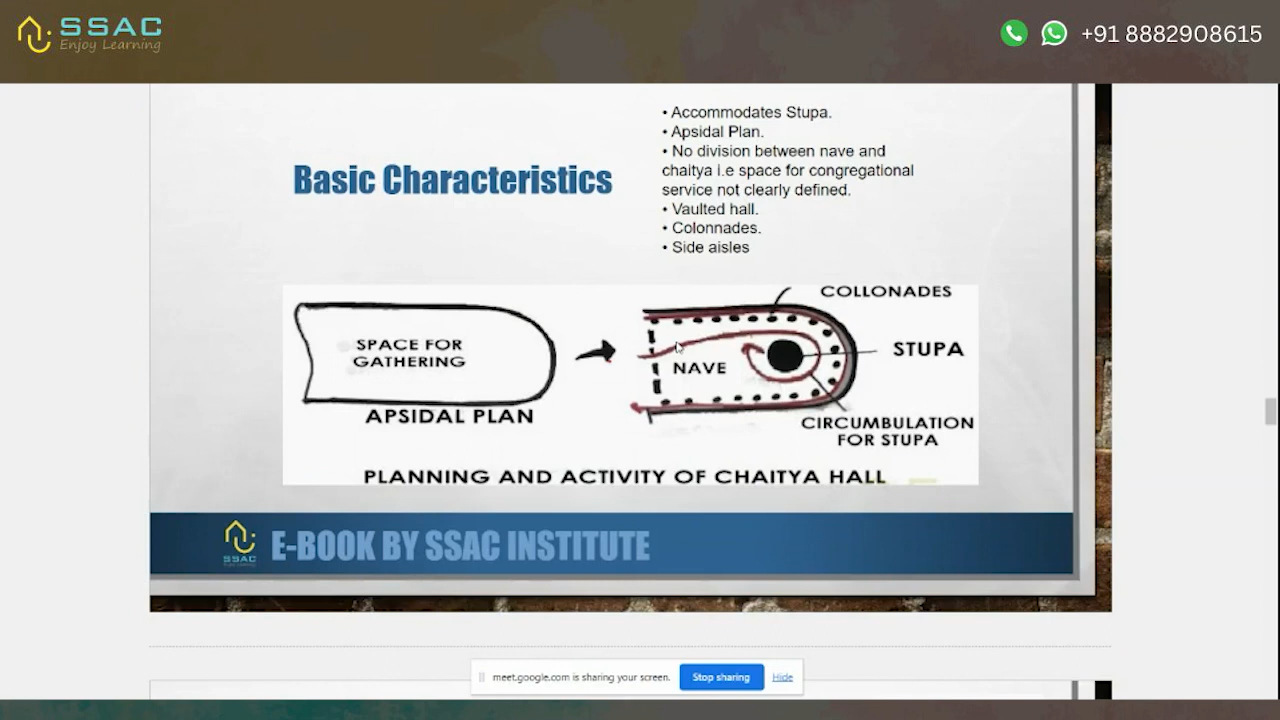 SSAC
Enjoy Learning
+91 8882908615
Basic Characteristics
• Accommodates Stupa.
• Apsidal Plan.
• No division between nave and
chaitya i.e space for congregational
service not clearly defined.
• Vaulted hall.
• Colonnades.
• Side aisles
SPACE FOR
GATHERING
APSIDAL PLAN
COLLONADES
STUPA
NAVE
CIRCUMBULATION
FOR STUPA
PLANNING AND ACTIVITY OF CHAITYA HALL
SSAC
E-BOOK BY SSAC INSTITUTE
meet.google.com is sharing your screen.
Stop sharing
Hide